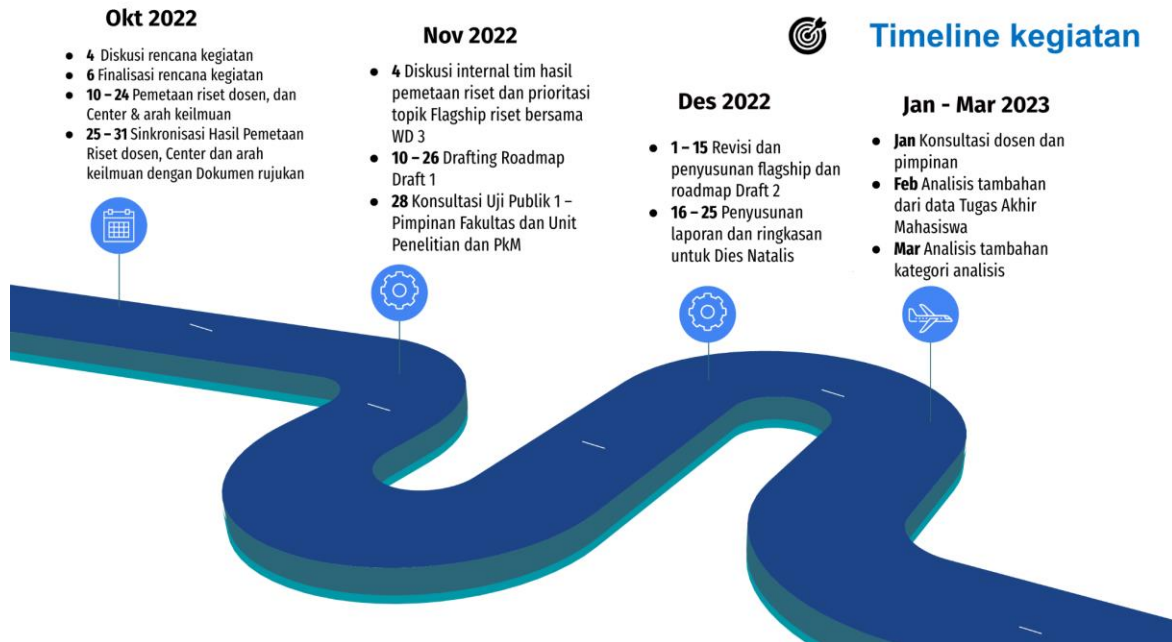 Timeline kegiatan
Okt 2022
● 4 Diskusi rencana kegiatan
● 6 Finalisasi rencana kegiatan
● 10 – 24 Pemetaan riset dosen, dan
Center & arah keilmuan
● 25 – 31 Sinkronisasi Hasil Pemetaan
Riset dosen, Center dan arah
keilmuan dengan Dokumen rujukan
Nov 2022
● 4 Diskusi internal tim hasil
pemetaan riset dan prioritas
topik Flagship riset bersama
WD 3
● 10 – 26 Drafting Roadmap
Draft 1
● 28 Konsultasi Uji Publik 1 –
Pimpinan Fakultas dan Unit
Penelitian dan PkM
Des 2022
● 1 – 15 Revisi dan
penyusunan flagship dan
roadmap Draft 2
● 16 – 25 Penyusunan
laporan dan ringkasan
untuk Dies Natalis
Jan - Mar 2023
● Jan Konsultasi dosen dan
pimpinan
● Feb Analisis tambahan
dari data Tugas Akhir
Mahasiswa
● Mar Analisis tambahan
kategori analisis